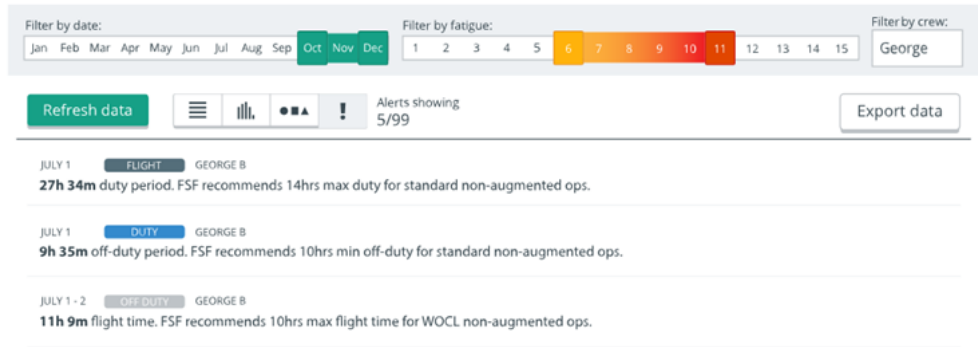 Filter by date:
Jan Feb Mar Apr May Jun Jul Aug Sep Oct Nov Dec
Filter by fatigue:
1 2 3 4 5 6 7 8 9 10 11 12 13 14 15
Filter by crew:
George
Refresh data
!
Alerts showing
5/99
Export data
JULY 1 FLIGHT GEORGE B
27h 34m duty period. FSF recommends 14hrs max duty for standard non-augmented ops.
JULY 1 DUTY GEORGE B
9h 35m off-duty period. FSF recommends 10hrs min off-duty for standard non-augmented ops.
JULY 1 - 2 OFF DUTY GEORGE B
11h 9m flight time. FSF recommends 10hrs max flight time for WOCL non-augmented ops.